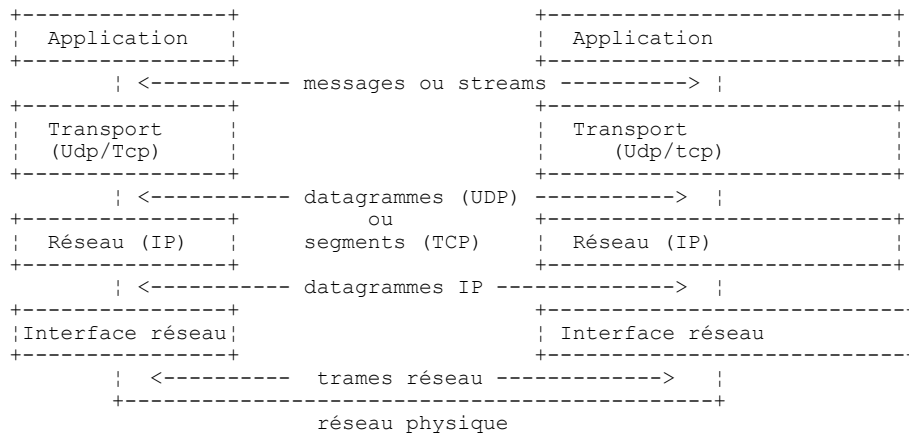 Application Application
<----------- messages ou streams ---------->
Transport Transport
(Udp/Tcp) (Udp/tcp)
<----------- datagrammes (UDP) ----------->
ou
Réseau (IP) segments (TCP) Réseau (IP)
<----------- datagrammes IP -------------->
Interface réseau Interface réseau
<---------- trames réseau ------------->
réseau physique